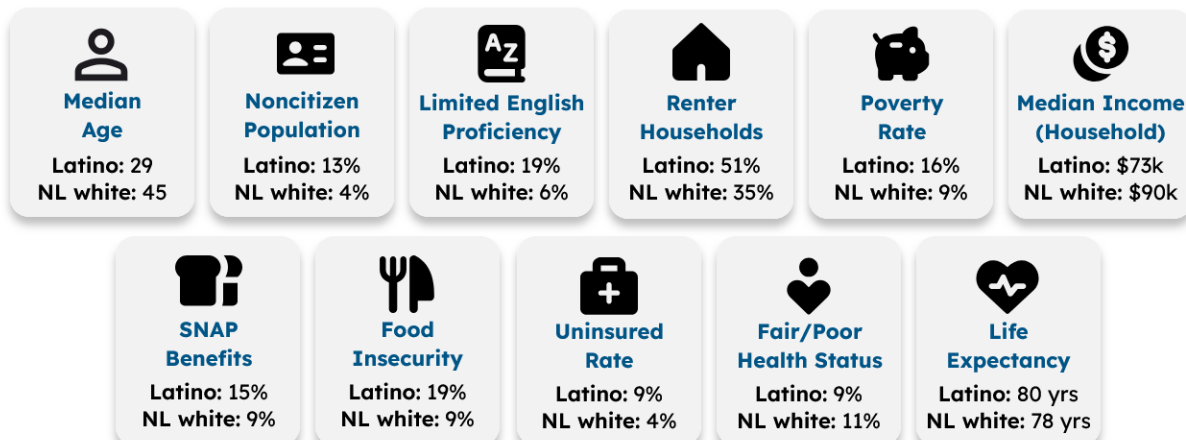 Median
Age
Latino: 29
NL white: 45
Noncitizen
Population
Latino: 13%
NL white: 4%
AZ
Limited English
Proficiency
Latino: 19%
NL white: 6%
Renter
Households
Latino: 51%
NL white: 35%
Poverty
Rate
Latino: 16%
NL white: 9%
$
Median Income
(Household)
Latino: $73k
NL white: $90k
SNAP
Benefits
Latino: 15%
NL white: 9%
Food
Insecurity
Latino: 19%
NL white: 9%
Uninsured
Rate
Latino: 9%
NL white: 4%
Fair/Poor
Health Status
Latino: 9%
NL white: 11%
Life
Expectancy
Latino: 80 yrs
NL white: 78 yrs